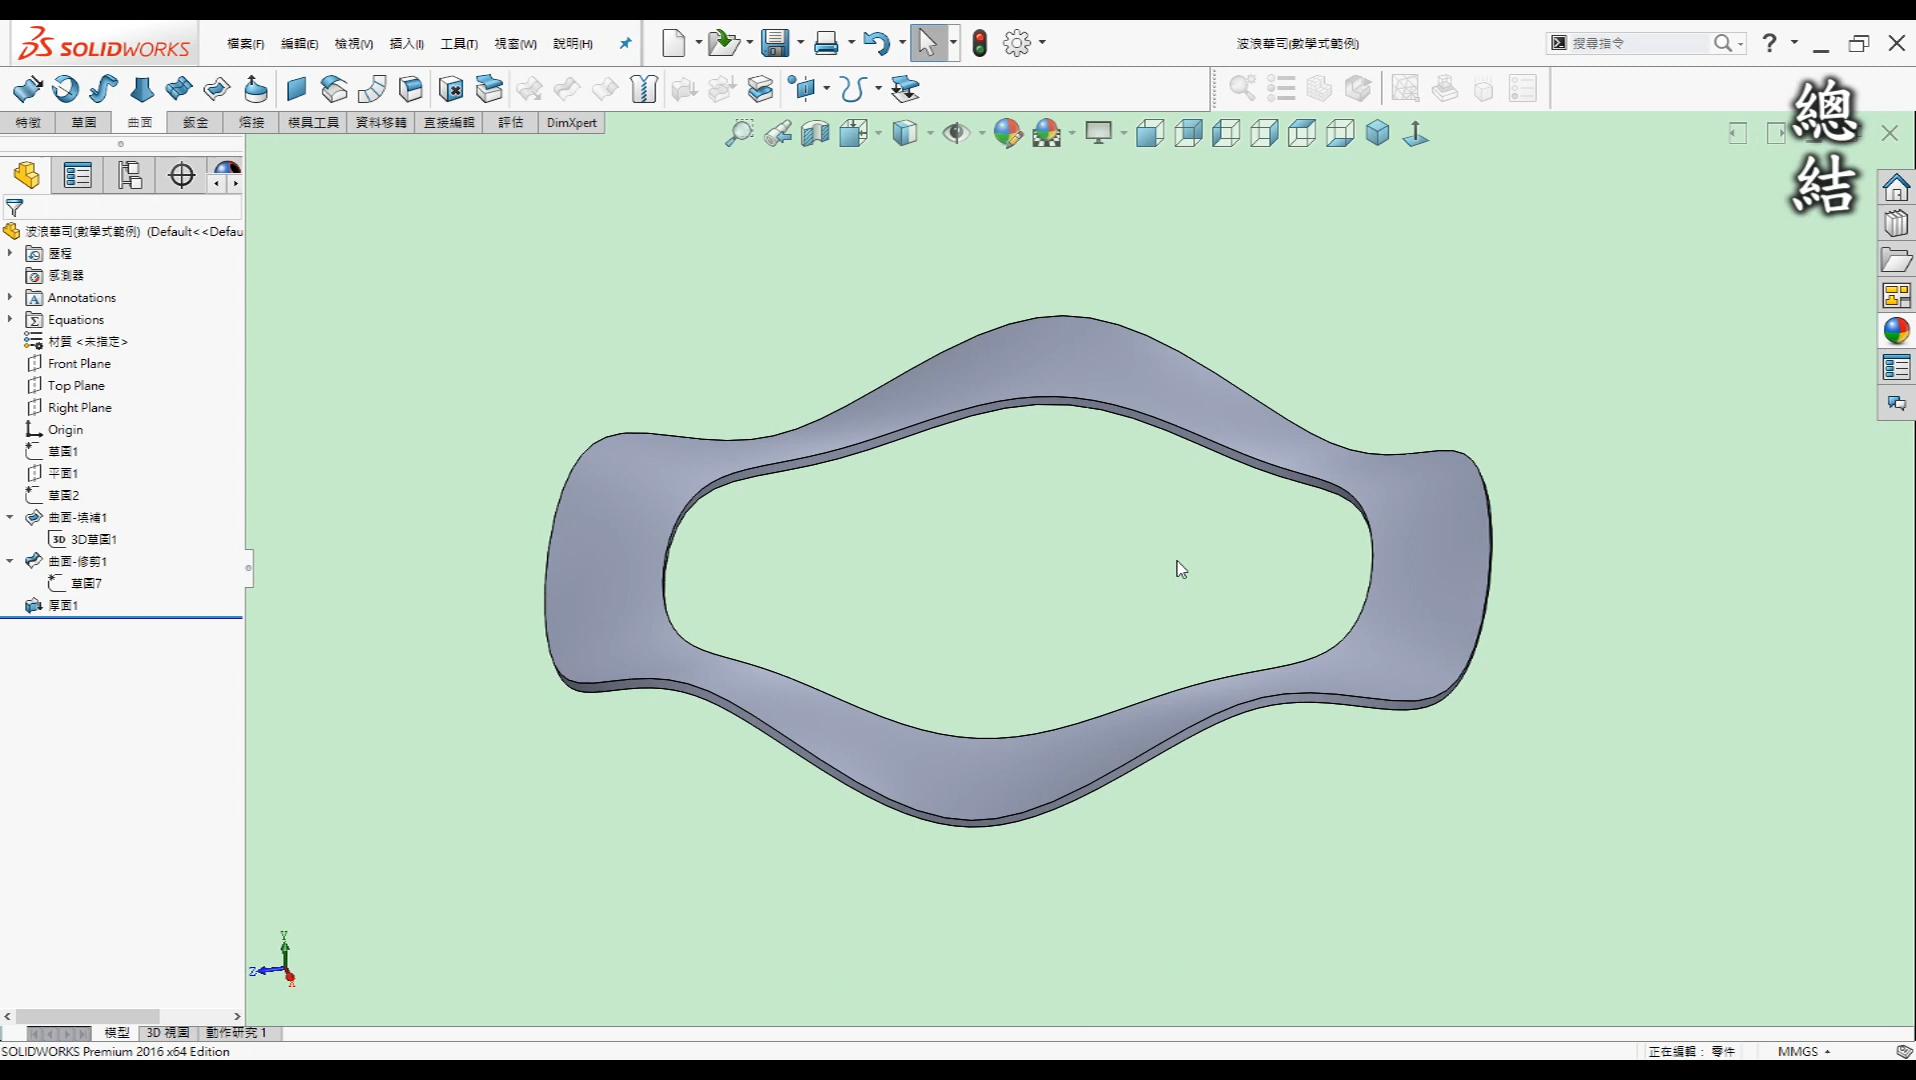 SOLIDWORKS
檔案(F) 編輯(E) 檢視(V) 插入(I) 工具(T) 視窗(W) 說明(H)
波浪華司(數學式範例)
搜尋指令
總結
特徵 草圖 曲面 鈑金 熔接 模具工具 資料移轉 直接編輯 評估 DimXpert
波浪華司(數學式範例) (Default<<Defau
歷程
感測器
Annotations
Equations
材質 <未指定>
Front Plane
Top Plane
Right Plane
Origin
草圖1
平面1
草圖2
曲面-填補1
3D草圖1
曲面-修剪1
草圖7
厚面1
Y
Z
X
模型 3D 視圖 動作研究 1
SOLIDWORKS Premium 2016 x64 Edition
正在編輯： 零件
MMGS